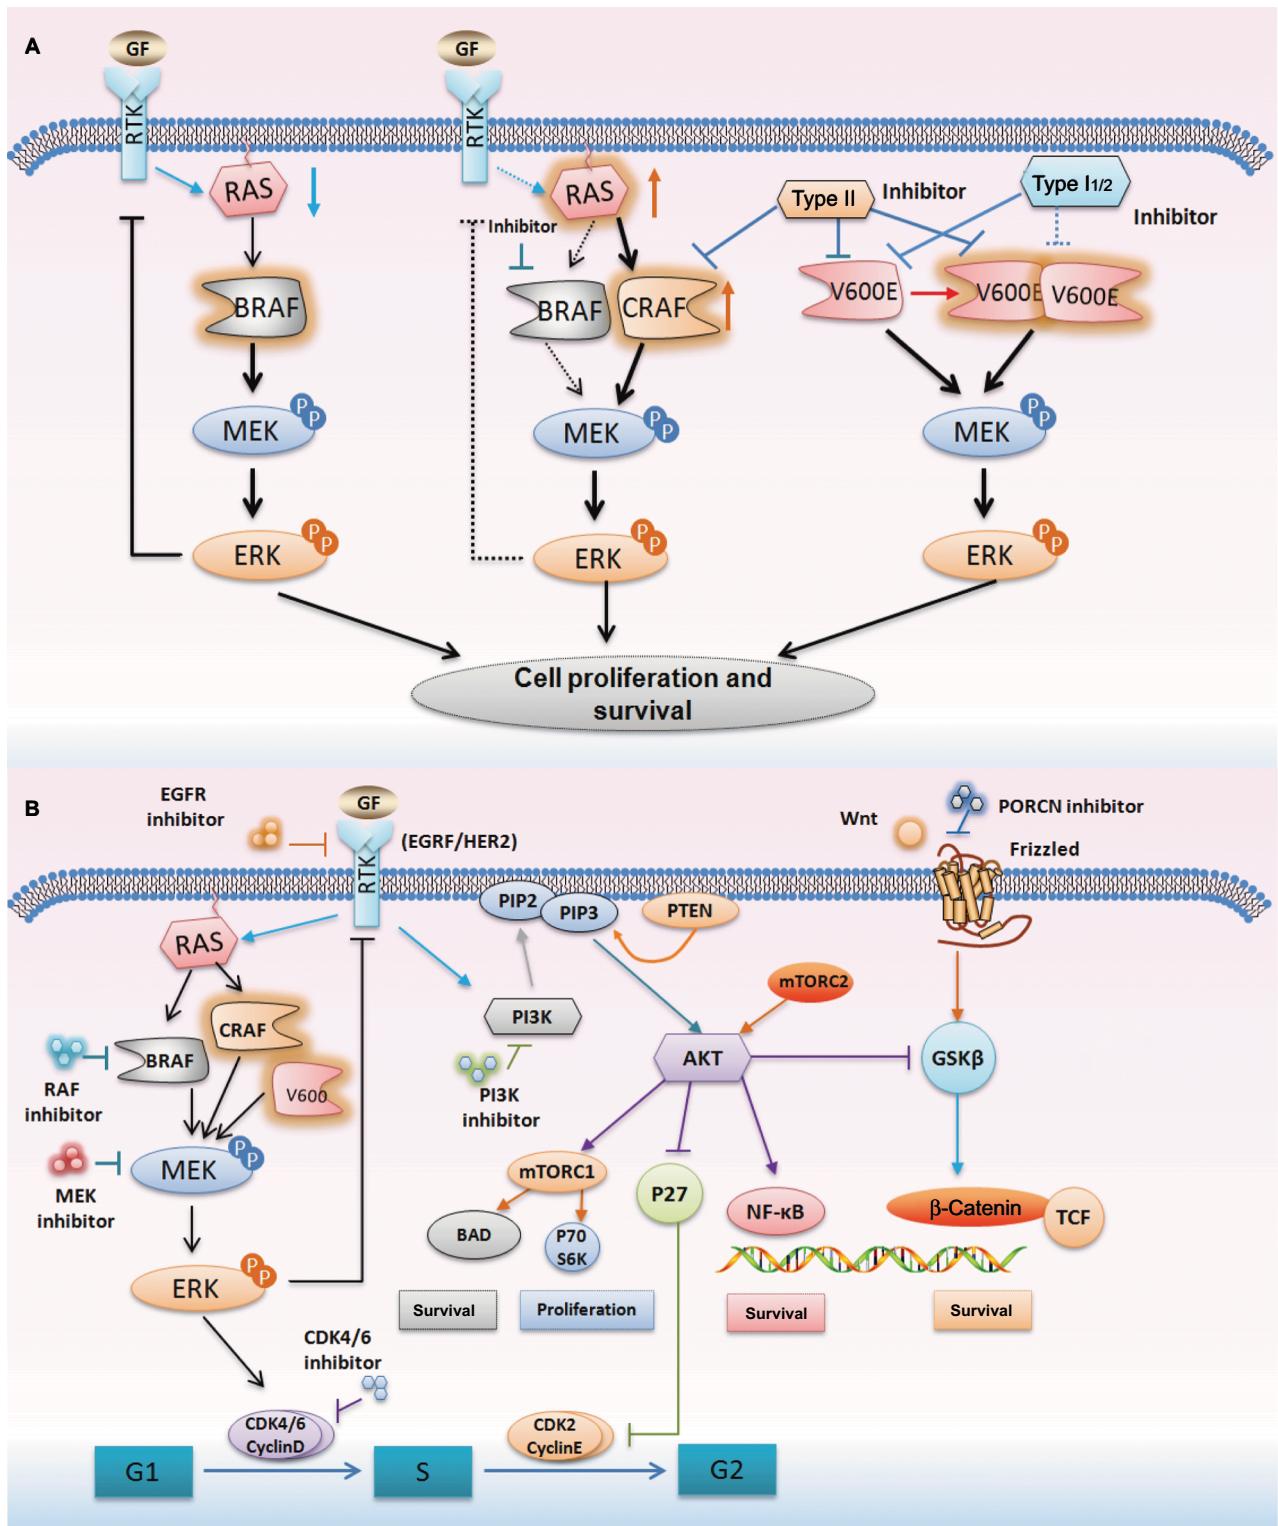 A
GF
GF
RTK
RTK
RAS
RAS
Type II
Inhibitor
Type I1/2
Inhibitor
Inhibitor
BRAF
BRAF
CRAF
V600E
V600E
V600E
MEK
P
P
MEK
P
P
MEK
P
P
ERK
P
P
ERK
P
P
ERK
P
P
Cell proliferation and
survival
B
EGFR
inhibitor
GF
RTK
(EGRF/HER2)
Wnt
PORCN inhibitor
Frizzled
PIP2
PIP3
PTEN
RAS
mTORC2
CRAF
PI3K
BRAF
V600
AKT
GSKβ
RAF
inhibitor
PI3K
inhibitor
MEK
P
P
MEK
inhibitor
mTORC1
P27
NF-κB
β-Catenin
TCF
BAD
P70
S6K
ERK
P
P
Survival
Proliferation
Survival
Survival
CDK4/6
inhibitor
CDK4/6
CyclinD
CDK2
CyclinE
G1
S
G2